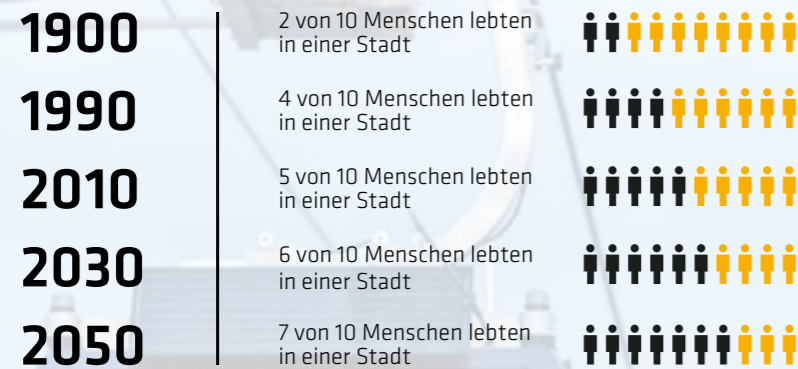 1900
2 von 10 Menschen lebten
in einer Stadt
1990
4 von 10 Menschen lebten
in einer Stadt
2010
5 von 10 Menschen lebten
in einer Stadt
2030
6 von 10 Menschen lebten
in einer Stadt
2050
7 von 10 Menschen lebten
in einer Stadt